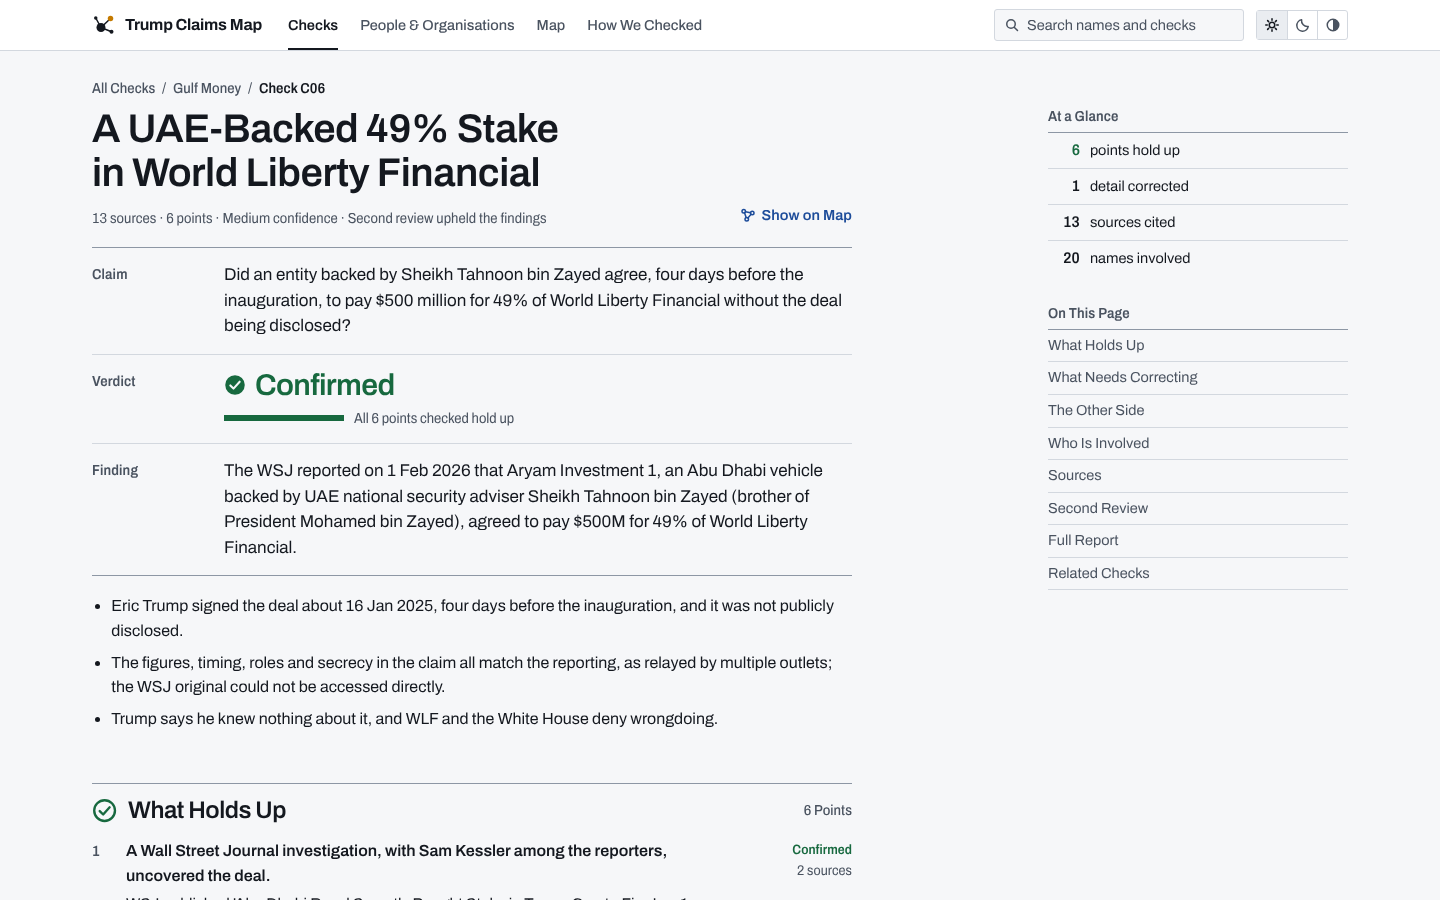 Trump Claims Map
Checks
People & Organisations
Map
How We Checked
Search names and checks
All Checks / Gulf Money / Check C06
A UAE-Backed 49% Stake
in World Liberty Financial
13 sources · 6 points · Medium confidence · Second review upheld the findings
Show on Map
Claim
Did an entity backed by Sheikh Tahnoon bin Zayed agree, four days before the
inauguration, to pay $500 million for 49% of World Liberty Financial without the deal
being disclosed?
Verdict
Confirmed
All 6 points checked hold up
Finding
The WSJ reported on 1 Feb 2026 that Aryam Investment 1, an Abu Dhabi vehicle
backed by UAE national security adviser Sheikh Tahnoon bin Zayed (brother of
President Mohamed bin Zayed), agreed to pay $500M for 49% of World Liberty
Financial.
• Eric Trump signed the deal about 16 Jan 2025, four days before the inauguration, and it was not publicly
disclosed.
• The figures, timing, roles and secrecy in the claim all match the reporting, as relayed by multiple outlets;
the WSJ original could not be accessed directly.
• Trump says he knew nothing about it, and WLF and the White House deny wrongdoing.
What Holds Up
6 Points
1
A Wall Street Journal investigation, with Sam Kessler among the reporters,
uncovered the deal.
Confirmed
2 sources
At a Glance
6 points hold up
1 detail corrected
13 sources cited
20 names involved
On This Page
What Holds Up
What Needs Correcting
The Other Side
Who Is Involved
Sources
Second Review
Full Report
Related Checks